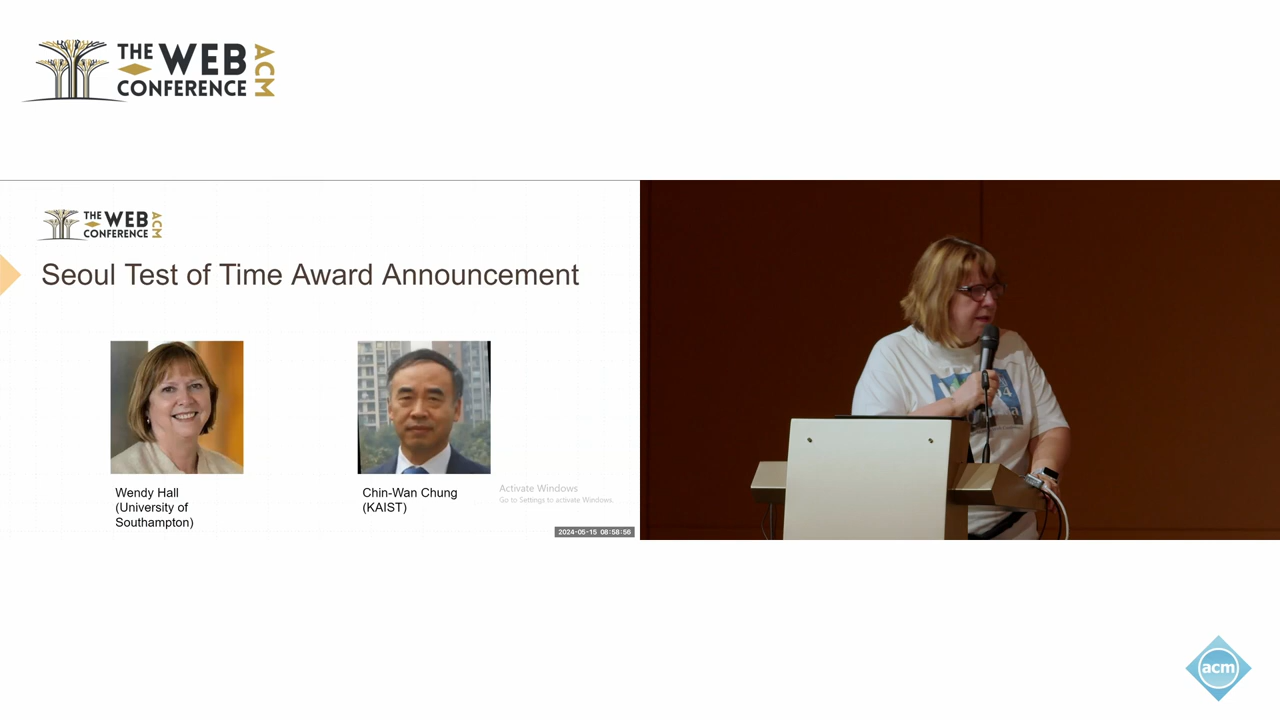 THE WEB CONFERENCE ACM
THE WEB CONFERENCE ACM
Seoul Test of Time Award Announcement
Wendy Hall
(University of
Southampton)
Chin-Wan Chung
(KAIST)
Activate Windows
Go to Settings to activate Windows.
2024-05-15 08:58:56
acm